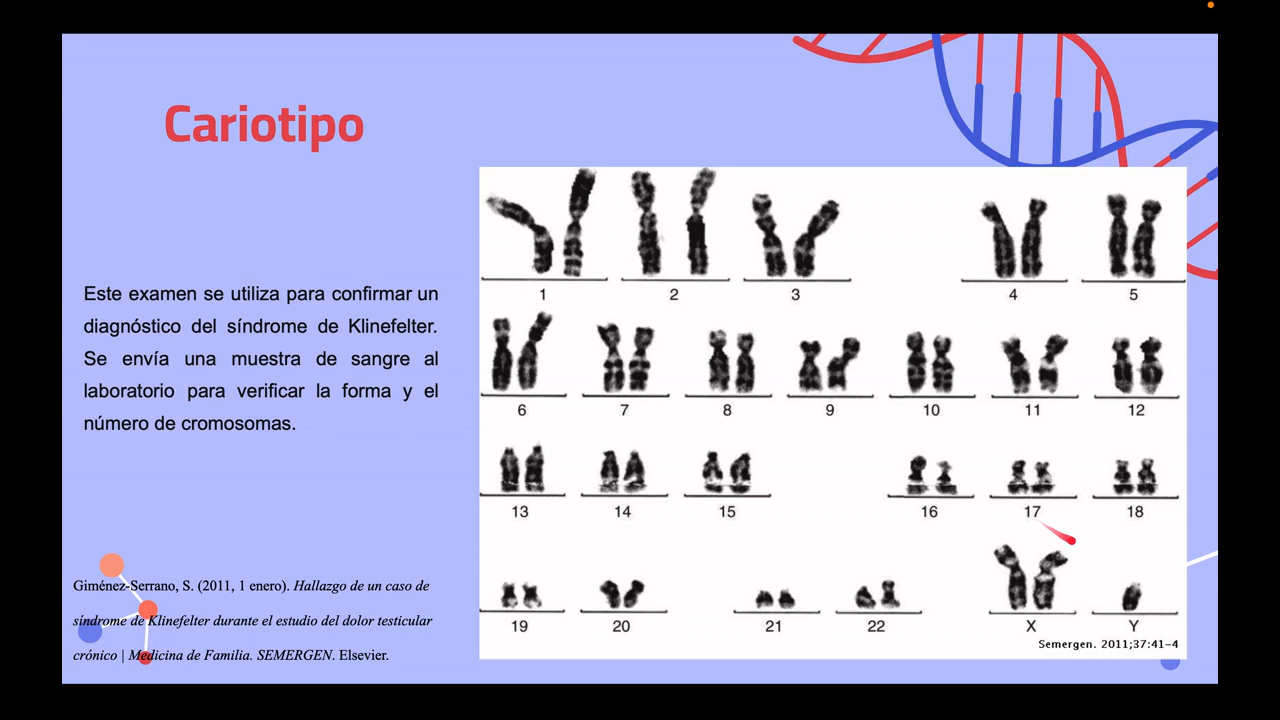 Cariotipo
Este examen se utiliza para confirmar un
diagnóstico del síndrome de Klinefelter.
Se envía una muestra de sangre al
laboratorio para verificar la forma y el
número de cromosomas.
Giménez-Serrano, S. (2011, 1 enero). Hallazgo de un caso de
síndrome de Klinefelter durante el estudio del dolor testicular
crónico | Medicina de Familia. SEMERGEN. Elsevier.
1 2 3 4 5
6 7 8 9 10 11 12
13 14 15 16 17 18
19 20 21 22 X Y
Semergen. 2011;37:41-4